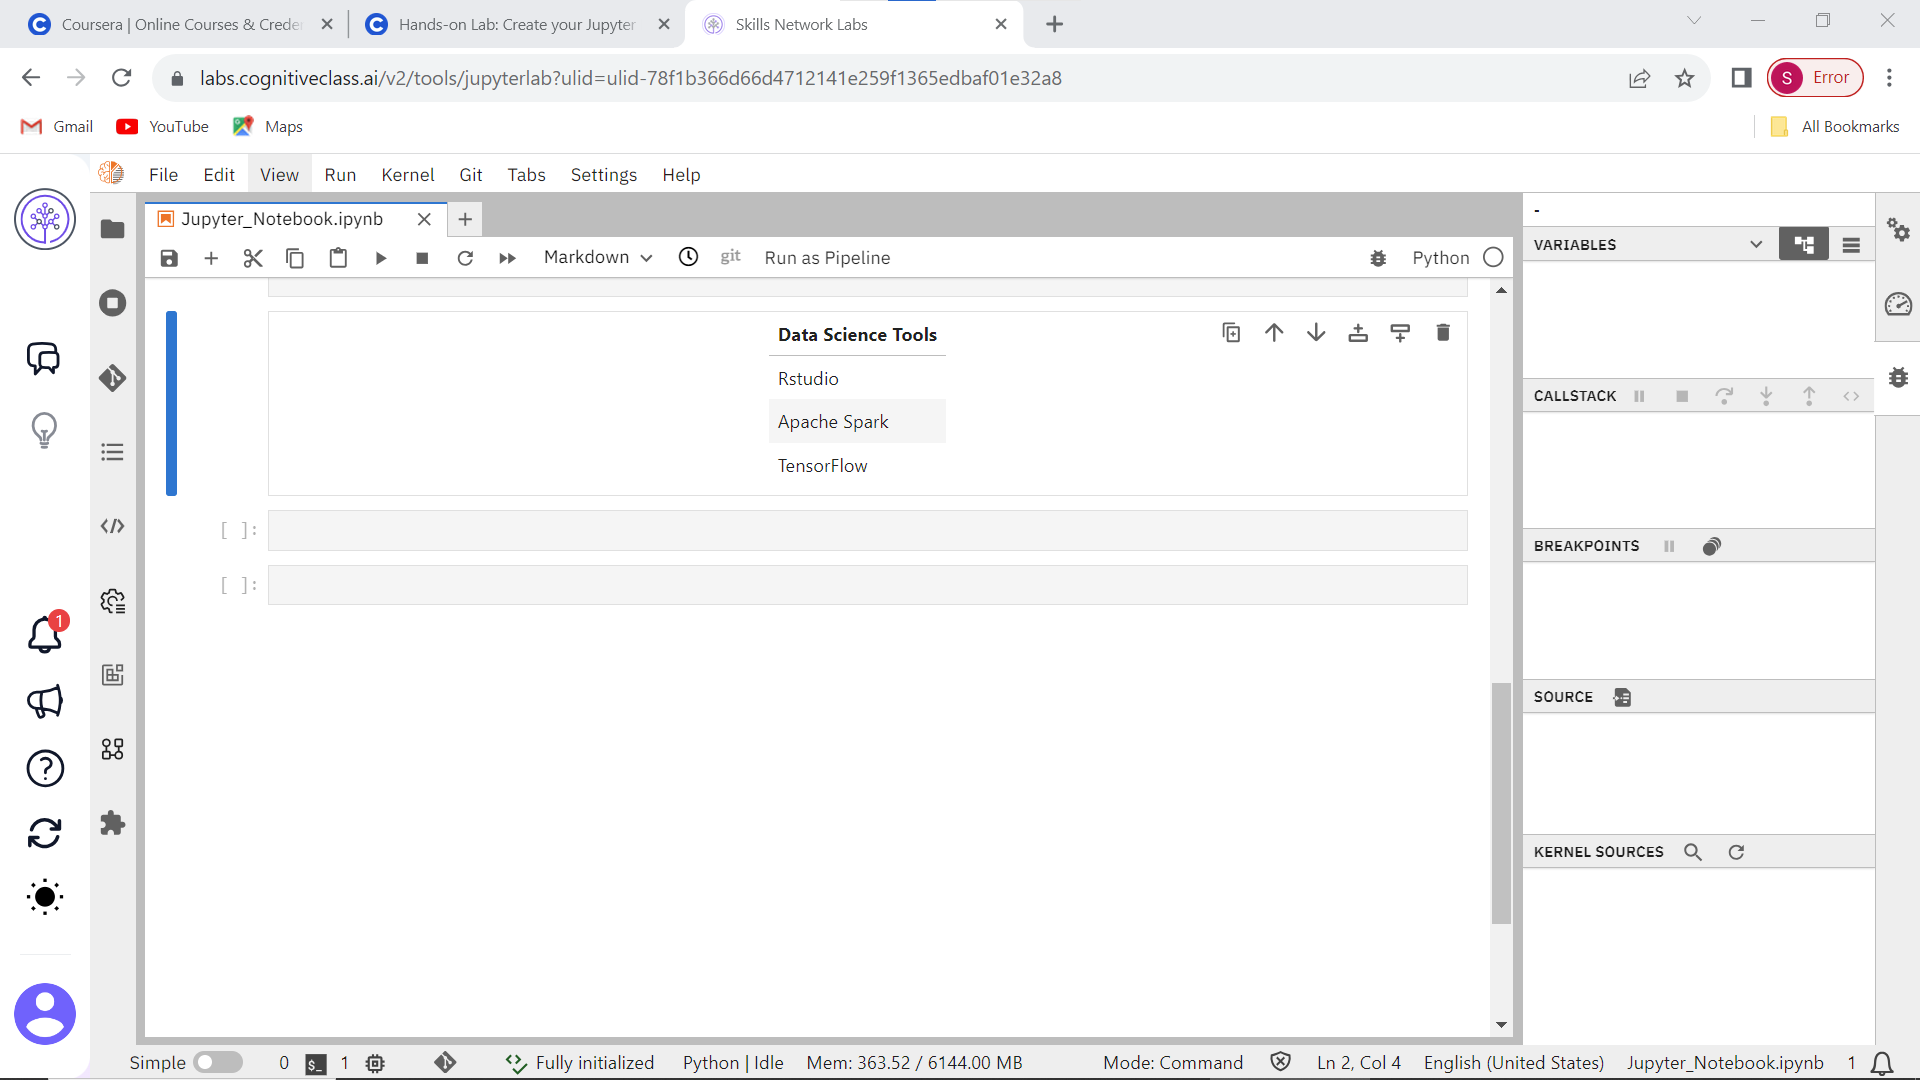 Coursera | Online Courses & Creder
Hands-on Lab: Create your Jupyter
Skills Network Labs
labs.cognitiveclass.ai/v2/tools/jupyterlab?ulid=ulid-78f1b366d66d4712141e259f1365edbaf01e32a8
S Error
Gmail YouTube Maps All Bookmarks
File Edit View Run Kernel Git Tabs Settings Help
Jupyter_Notebook.ipynb
Markdown git Run as Pipeline Python
Data Science Tools
Rstudio
Apache Spark
TensorFlow
[ ]:
[ ]:
-
VARIABLES
CALLSTACK
BREAKPOINTS
SOURCE
KERNEL SOURCES
1
Simple 0 $_ 1 Fully initialized Python | Idle Mem: 363.52 / 6144.00 MB Mode: Command Ln 2, Col 4 English (United States) Jupyter_Notebook.ipynb 1